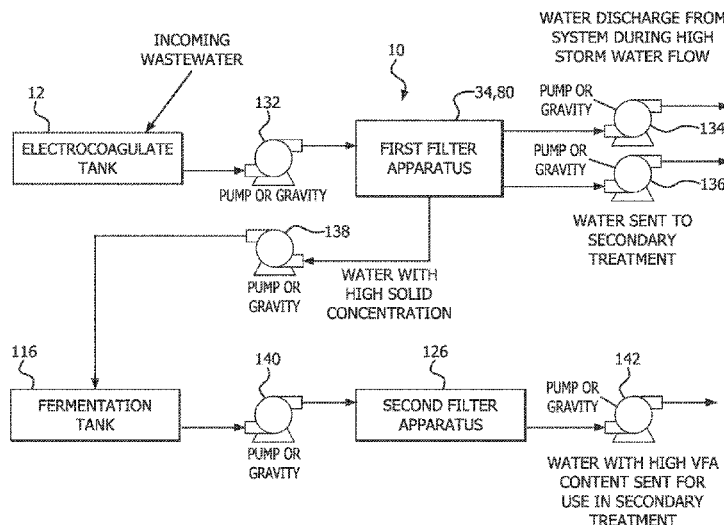 WATER DISCHARGE FROM
SYSTEM DURING HIGH
STORM WATER FLOW
INCOMING
WASTEWATER
10
12
132
34,80
PUMP OR
GRAVITY
134
ELECTROCOAGULATE
TANK
FIRST FILTER
APPARATUS
PUMP OR
GRAVITY
136
PUMP OR GRAVITY
WATER SENT TO
SECONDARY
TREATMENT
138
PUMP OR
GRAVITY
WATER WITH
HIGH SOLID
CONCENTRATION
116
140
126
142
PUMP OR
GRAVITY
FERMENTATION
TANK
SECOND FILTER
APPARATUS
PUMP OR
GRAVITY
WATER WITH HIGH VFA
CONTENT SENT FOR
USE IN SECONDARY
TREATMENT